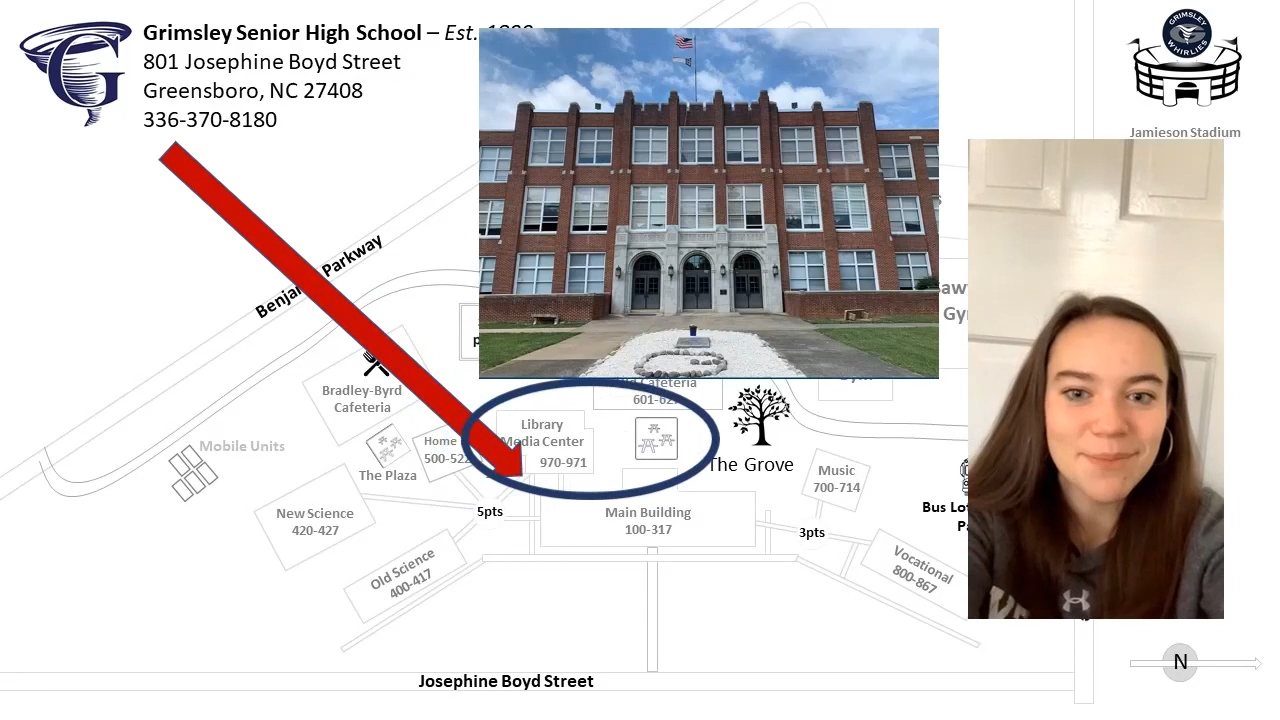 Grimsley Senior High School – Est.
801 Josephine Boyd Street
Greensboro, NC 27408
336-370-8180
GRIMSLEY
WHIRLIES
Jamieson Stadium
Parkway
Bradley-Byrd
Cafeteria
Mobile Units
The Plaza
Home
500-522
Library
Media Center
970-971
Cafeteria
The Grove
Music
700-714
New Science
420-427
5pts
Main Building
100-317
3pts
Bus
Old Science
400-417
Vocational
800-867
N
Josephine Boyd Street